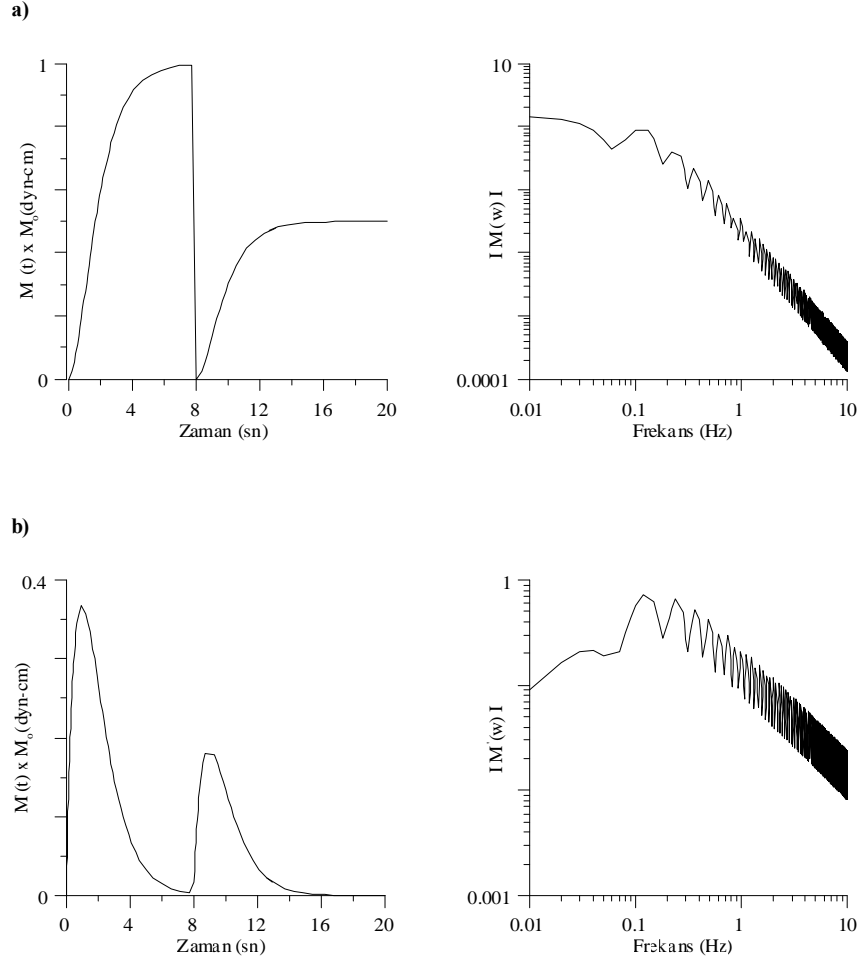 a)
1
0
M (t) x M₀(dyn-cm)
0 4 8 12 16 20
Zaman (sn)
10
0.0001
I M (w) I
0.01 0.1 1 10
Frekans (Hz)
b)
0.4
0
M˙(t) x M₀(dyn-cm)
0 4 8 12 16 20
Zaman (sn)
1
0.001
I M˙(w) I
0.01 0.1 1 10
Frekans (Hz)